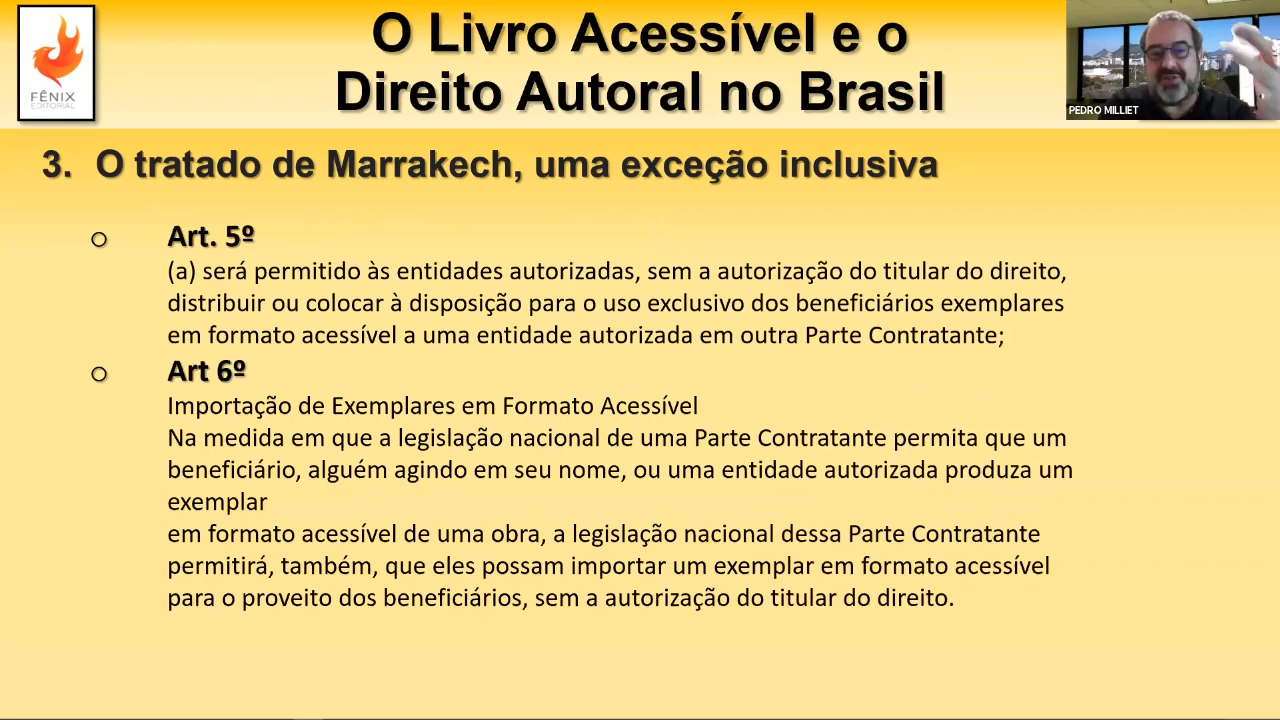 O Livro Acessível e o
Direito Autoral no Brasil
FÊNIX
EDITORIAL
PEDRO MILLIET
3. O tratado de Marrakech, uma exceção inclusiva
o Art. 5º
(a) será permitido às entidades autorizadas, sem a autorização do titular do direito,
distribuir ou colocar à disposição para o uso exclusivo dos beneficiários exemplares
em formato acessível a uma entidade autorizada em outra Parte Contratante;
o Art 6º
Importação de Exemplares em Formato Acessível
Na medida em que a legislação nacional de uma Parte Contratante permita que um
beneficiário, alguém agindo em seu nome, ou uma entidade autorizada produza um
exemplar
em formato acessível de uma obra, a legislação nacional dessa Parte Contratante
permitirá, também, que eles possam importar um exemplar em formato acessível
para o proveito dos beneficiários, sem a autorização do titular do direito.